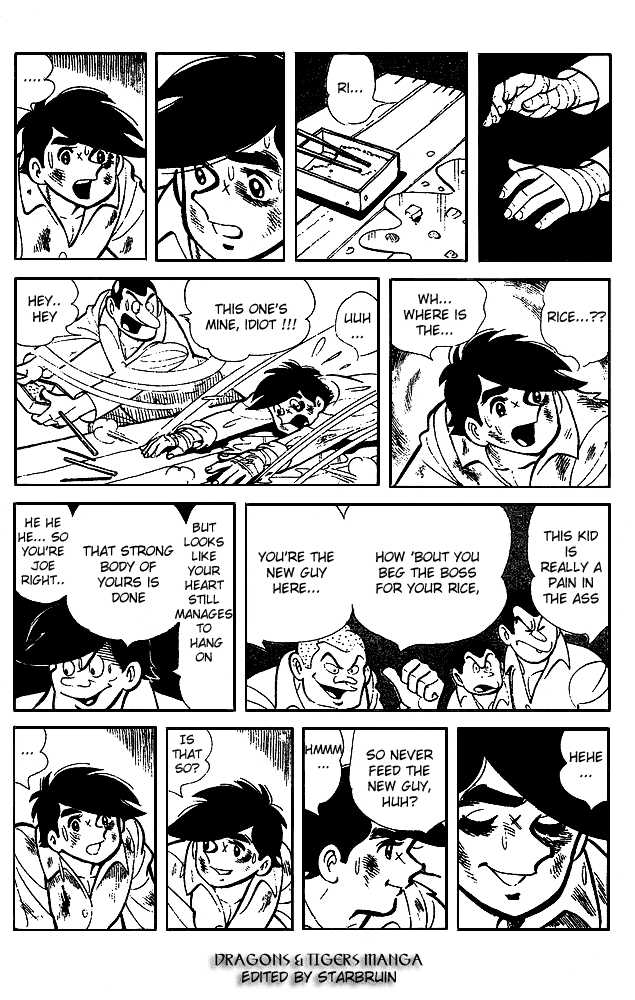 RI...
.....
RICE...??
WH...
WHERE IS
THE...
UUH
...
THIS ONE'S
MINE, IDIOT !!!
HEY..
HEY
THIS KID
IS
REALLY A
PAIN IN
THE ASS
HOW 'BOUT YOU
BEG THE BOSS
FOR YOUR RICE,
YOU'RE THE
NEW GUY
HERE...
BUT
LOOKS
LIKE
YOUR
HEART
STILL
MANAGES
TO
HANG
ON
THAT STRONG
BODY OF
YOURS IS
DONE
HE HE
HE... SO
YOU'RE
JOE
RIGHT..
HEHE
...
SO NEVER
FEED THE
NEW GUY,
HUH?
HMMM
...
IS
THAT
SO?
...
DRAGONS & TIGERS MANGA
EDITED BY STARBRUIN